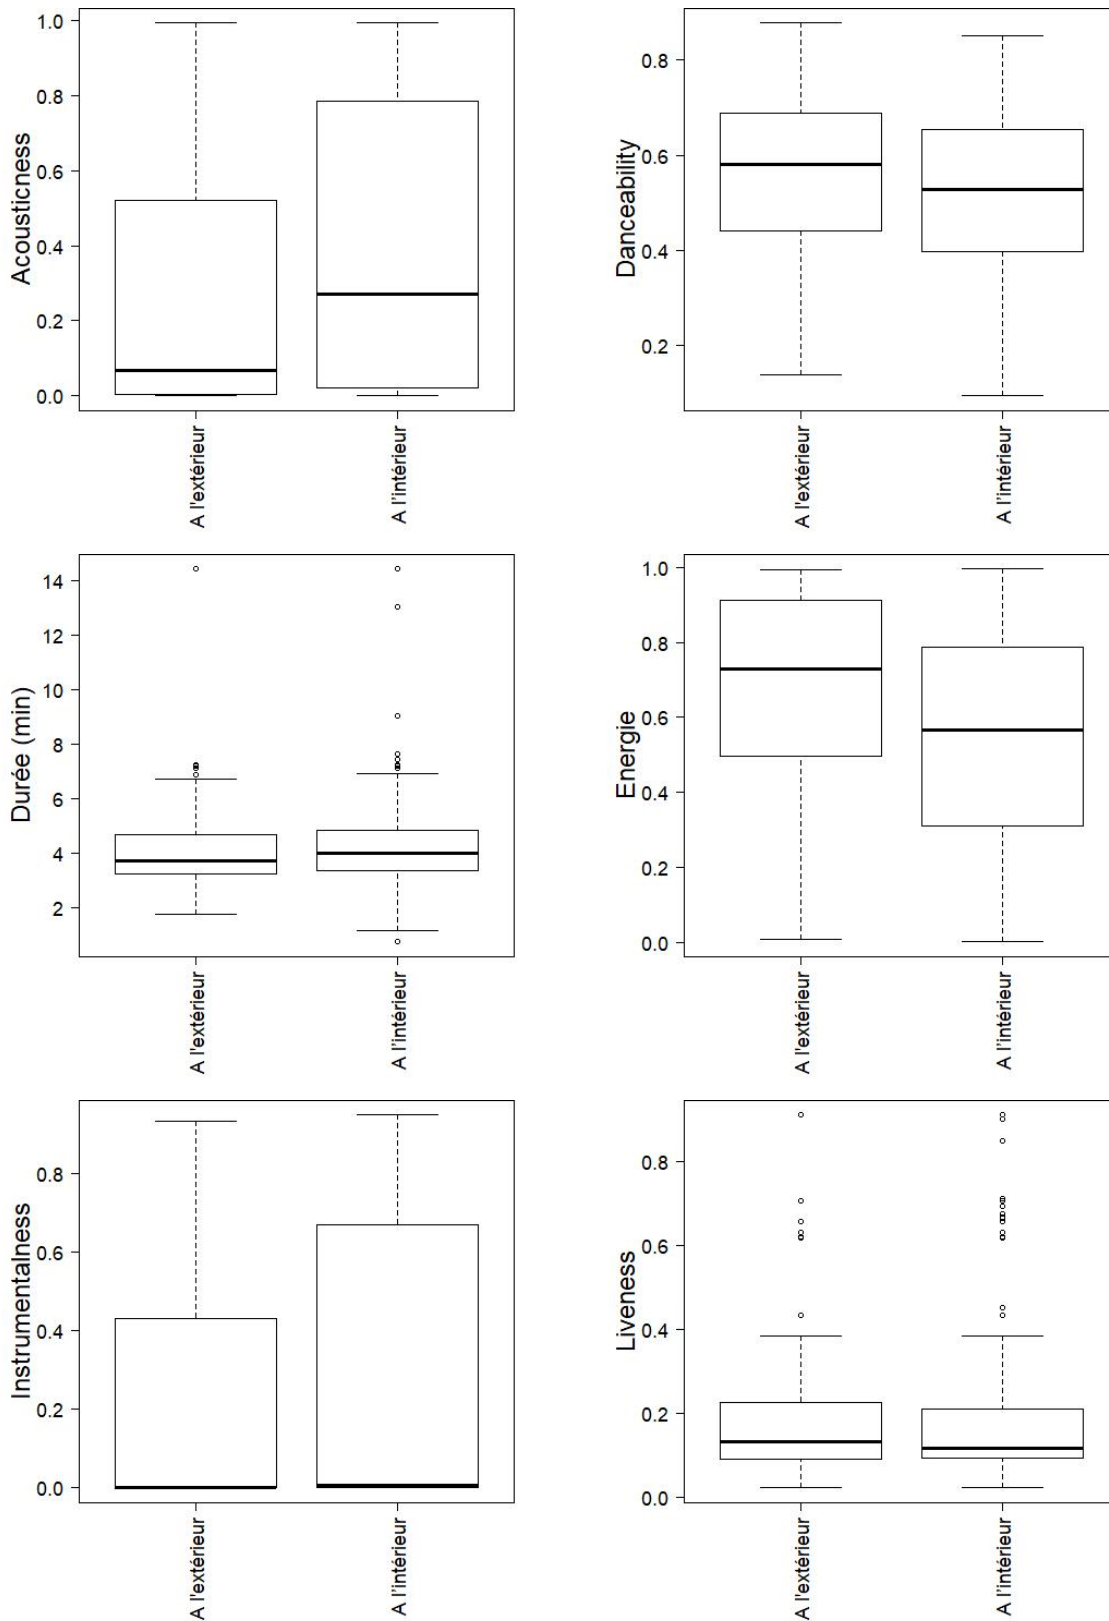 Acousticness
1.0
0.8
0.6
0.4
0.2
0.0
A l'extérieur
A l'intérieur
Danceability
0.8
0.6
0.4
0.2
A l'extérieur
A l'intérieur
Durée (min)
14
12
10
8
6
4
2
A l'extérieur
A l'intérieur
Energie
1.0
0.8
0.6
0.4
0.2
0.0
A l'extérieur
A l'intérieur
Instrumentalness
0.8
0.6
0.4
0.2
0.0
A l'extérieur
A l'intérieur
Liveness
0.8
0.6
0.4
0.2
0.0
A l'extérieur
A l'intérieur